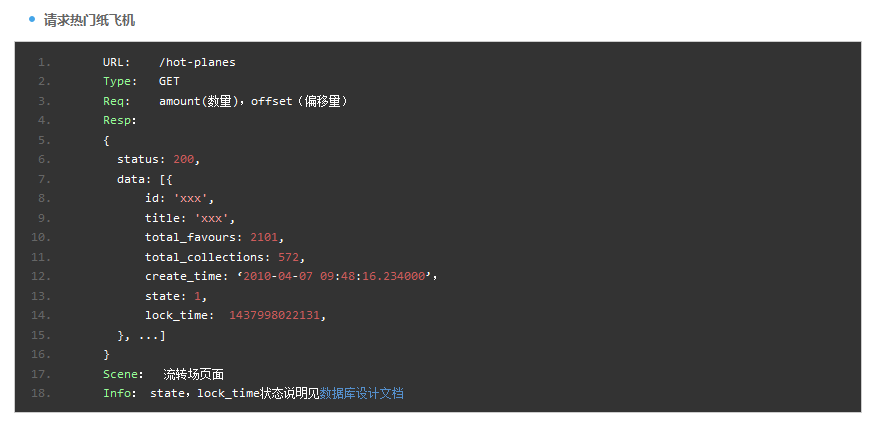 请求热门纸飞机
1. URL: /hot-planes
2. Type: GET
3. Req: amount(数量), offset（偏移量）
4. Resp:
5. {
6. status: 200,
7. data: [{
8. id: 'xxx',
9. title: 'xxx',
10. total_favours: 2101,
11. total_collections: 572,
12. create_time: ‘2010-04-07 09:48:16.234000’,
13. state: 1,
14. lock_time: 1437998022131,
15. }, ...]
16. }
17. Scene: 流转场页面
18. Info: state，lock_time状态说明见数据库设计文档